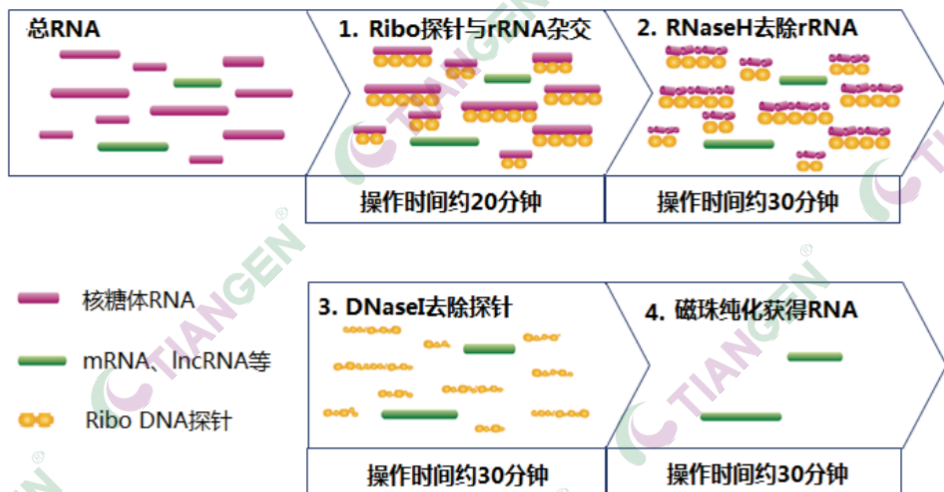 总RNA
1. Ribo探针与rRNA杂交
2. RNaseH去除rRNA
操作时间约20分钟
操作时间约30分钟
核糖体RNA
mRNA、lncRNA等
Ribo DNA探针
3. DNaseI去除探针
4. 磁珠纯化获得RNA
操作时间约30分钟
操作时间约30分钟
TIANGEN
®
TIANGEN
®
TIANGEN
®